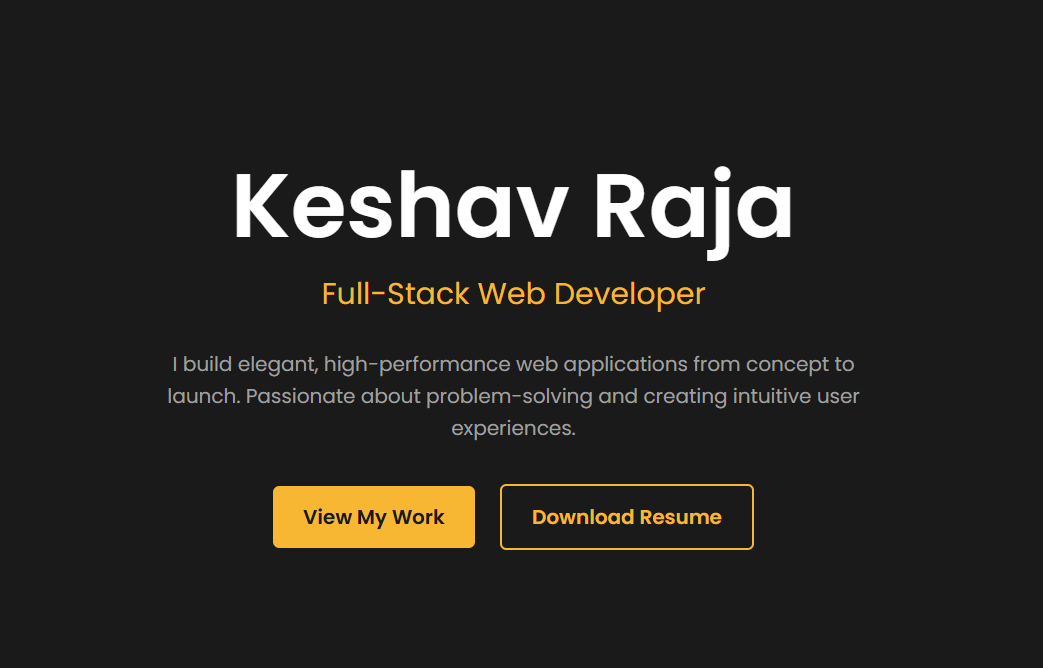 Keshav Raja
Full-Stack Web Developer
I build elegant, high-performance web applications from concept to
launch. Passionate about problem-solving and creating intuitive user
experiences.
View My Work
Download Resume